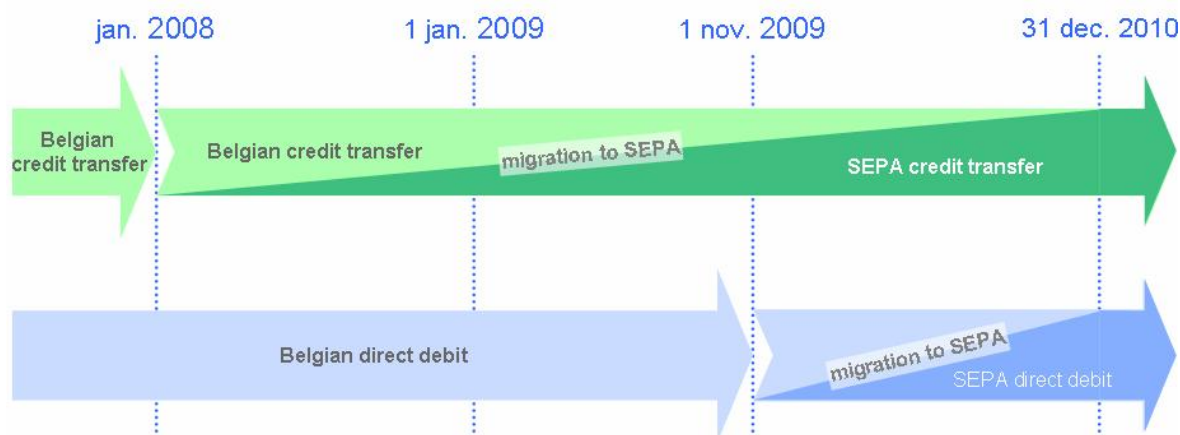 jan. 2008 1 jan. 2009 1 nov. 2009 31 dec. 2010
Belgian
credit transfer
Belgian credit transfer
migration to SEPA
SEPA credit transfer
Belgian direct debit
migration to SEPA
SEPA direct debit